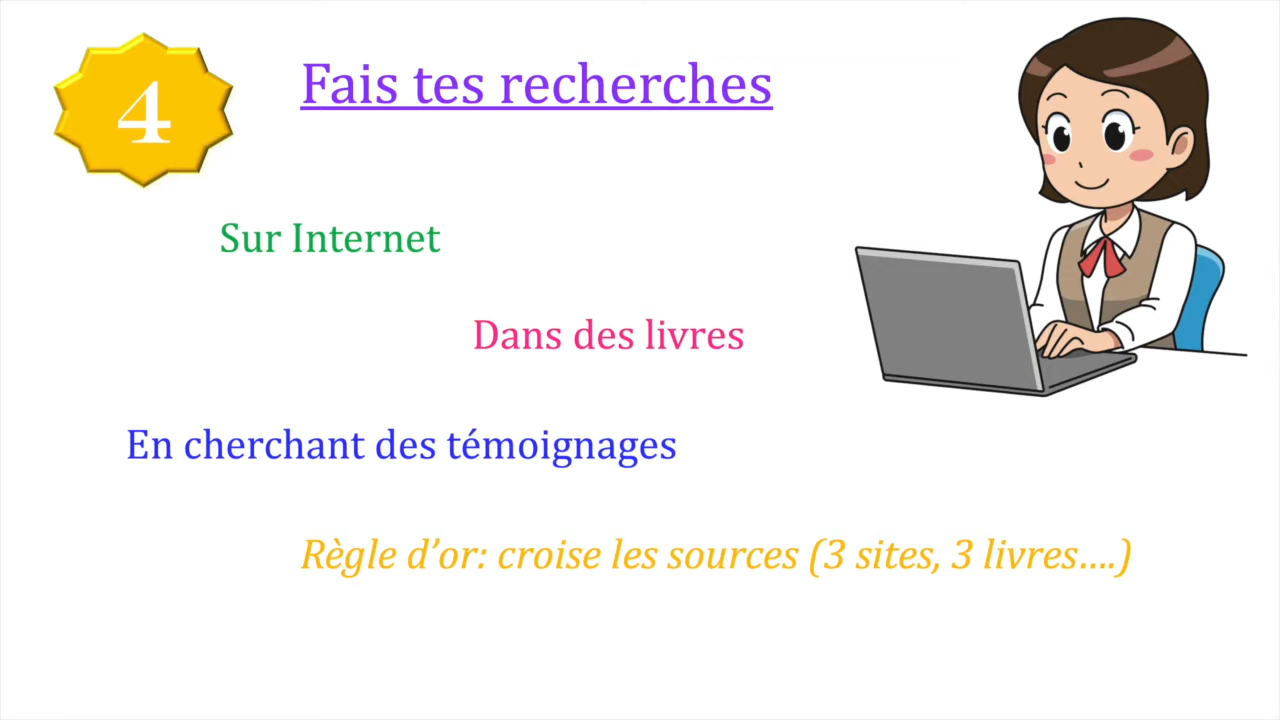 4
Fais tes recherches
Sur Internet
Dans des livres
En cherchant des témoignages
Règle d’or: croise les sources (3 sites, 3 livres….)